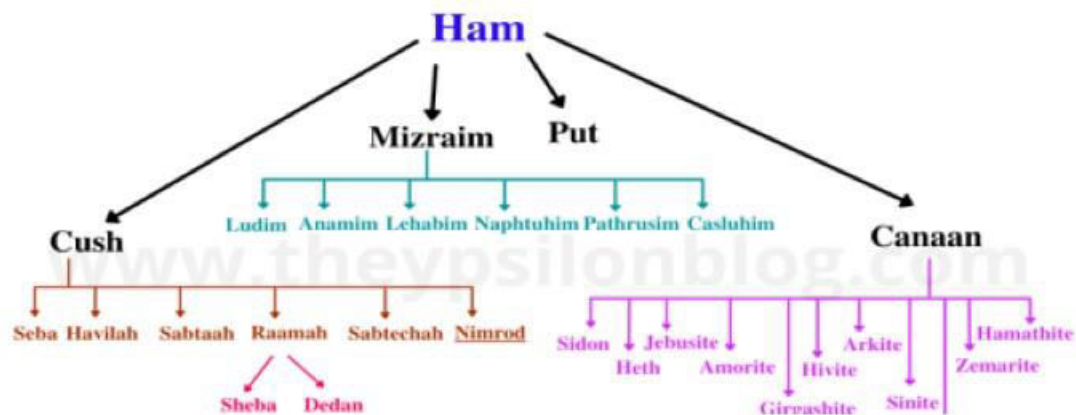 Ham
Mizraim Put
Ludim Anamim Lehabim Naphtuhim Pathrusim Casluhim
Cush Canaan
www.theypsilonblog.com
Seba Havilah Sabtaah Raamah Sabtechah Nimrod
Sidon Jebusite Arkite Hamathite
Heth Amorite Hivite Zemarite
Sheba Dedan Girgashite Sinite